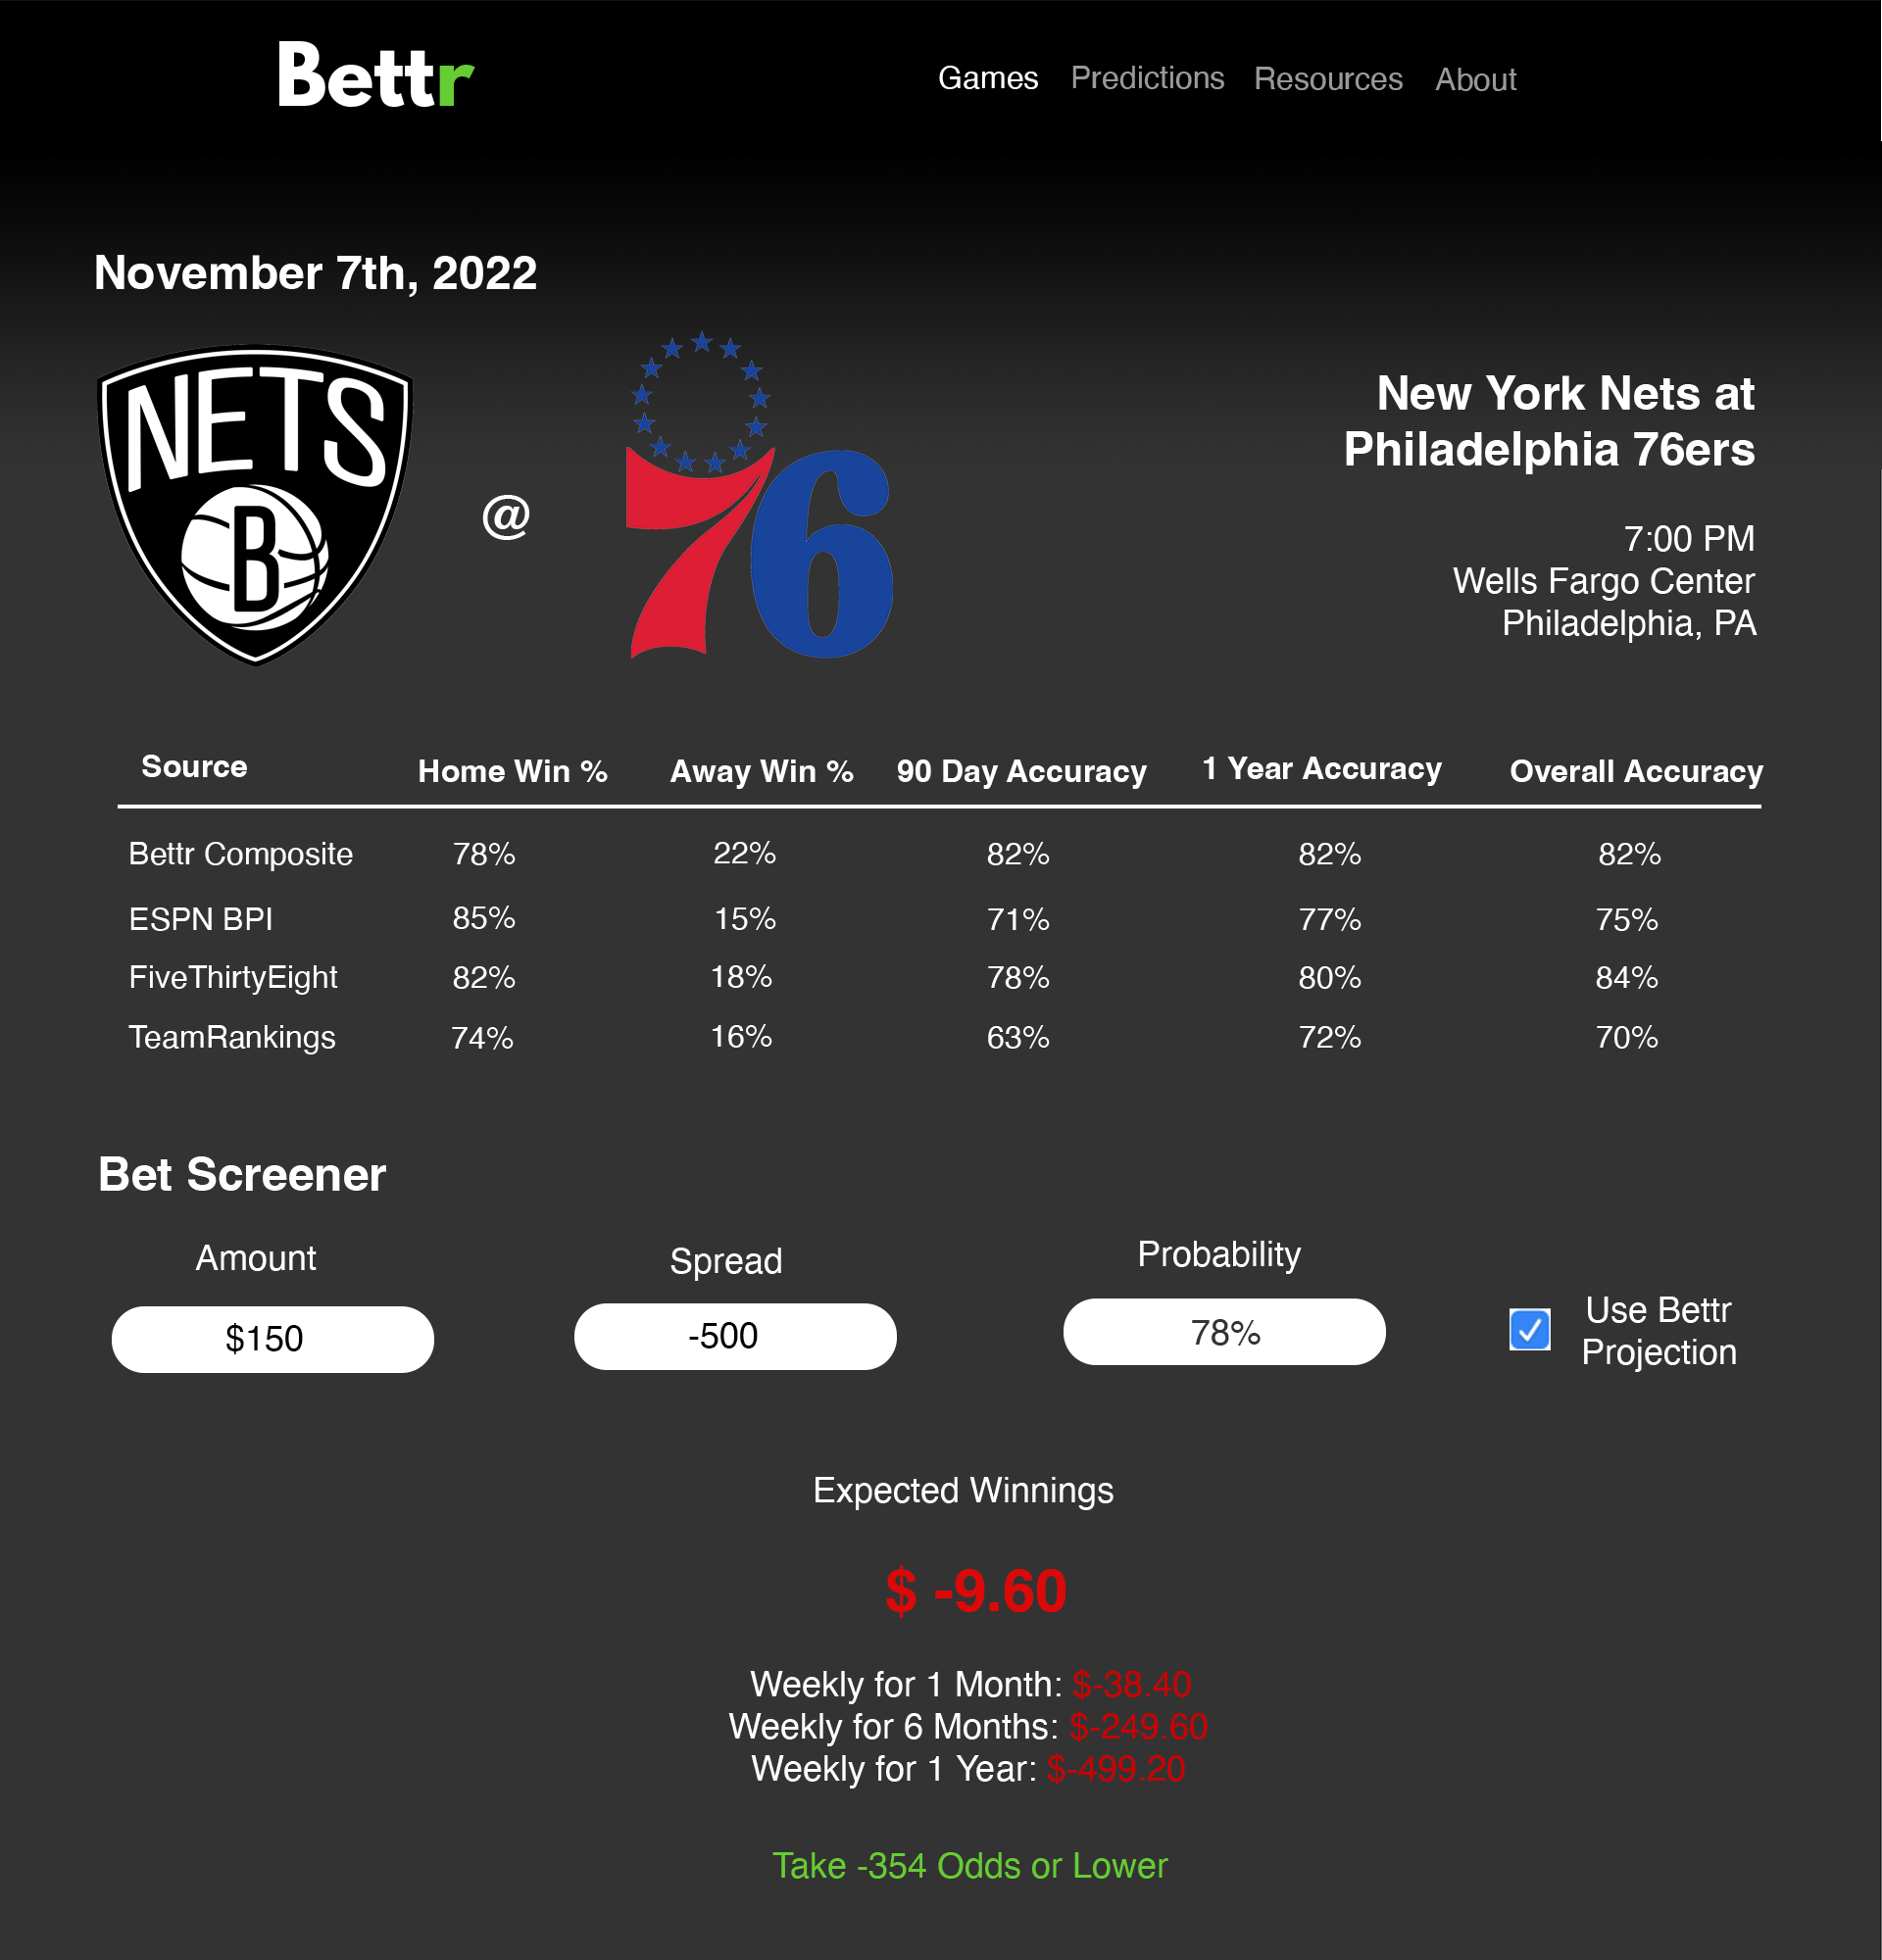 Bettr
Games Predictions Resources About
November 7th, 2022
NETS
B
@
76
New York Nets at
Philadelphia 76ers
7:00 PM
Wells Fargo Center
Philadelphia, PA
Source Home Win % Away Win % 90 Day Accuracy 1 Year Accuracy Overall Accuracy
Bettr Composite 78% 22% 82% 82% 82%
ESPN BPI 85% 15% 71% 77% 75%
FiveThirtyEight 82% 18% 78% 80% 84%
TeamRankings 74% 16% 63% 72% 70%
Bet Screener
Amount Spread Probability
$150 -500 78% Use Bettr
Projection
Expected Winnings
$ -9.60
Weekly for 1 Month: $-38.40
Weekly for 6 Months: $-249.60
Weekly for 1 Year: $-499.20
Take -354 Odds or Lower